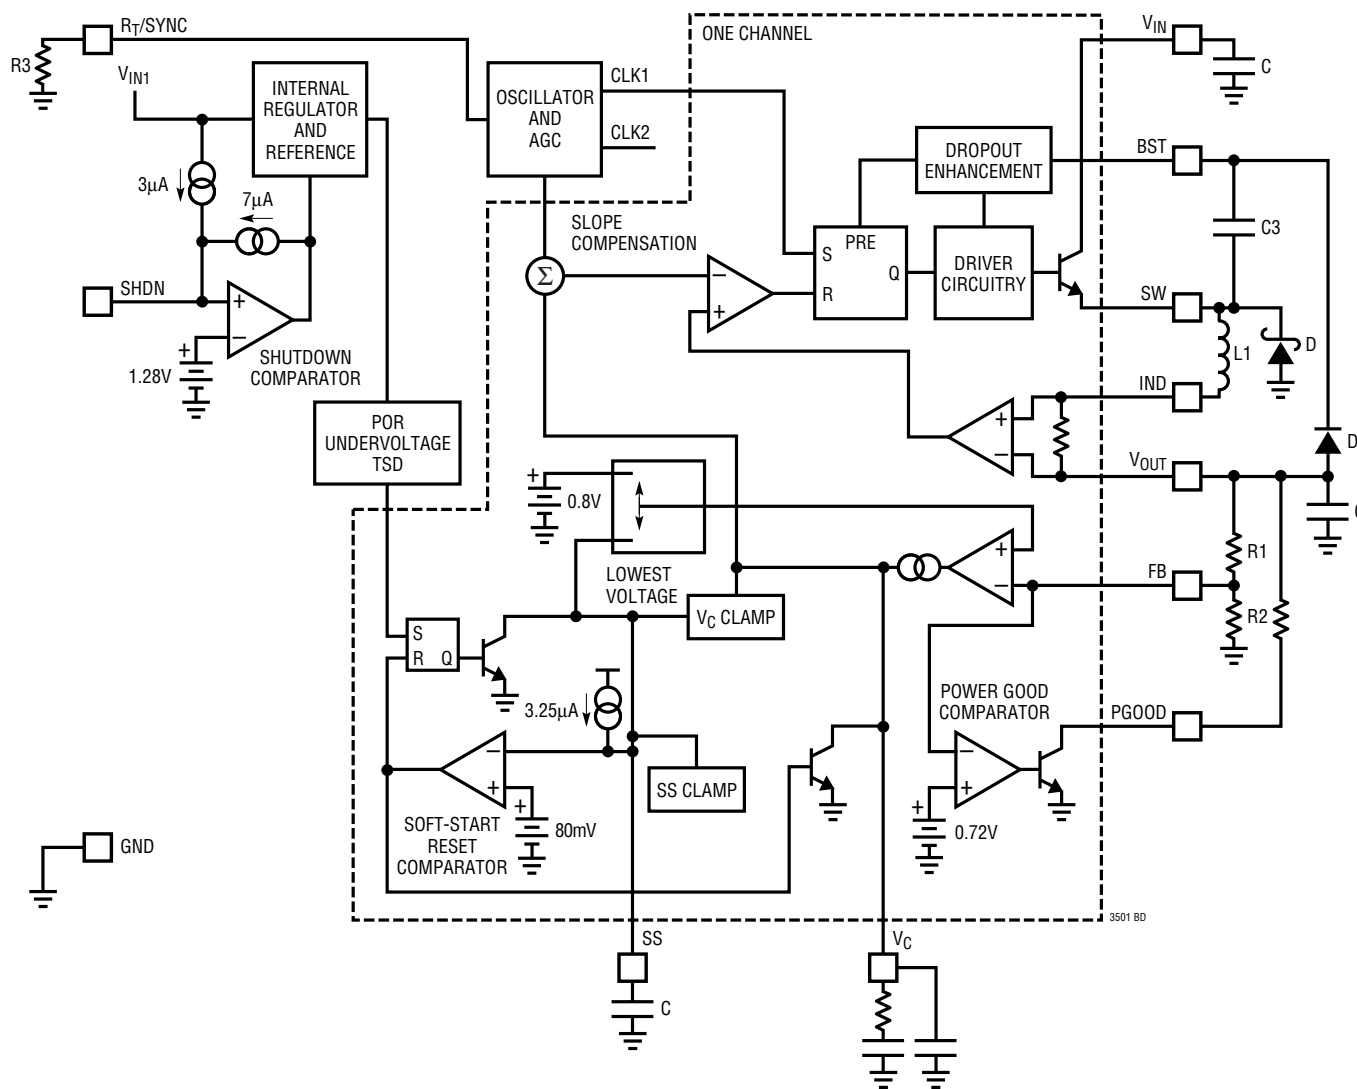 R3
RT/SYNC
VIN1
INTERNAL
REGULATOR
AND
REFERENCE
3µA
7µA
SHDN
+
−
+
1.28V
SHUTDOWN
COMPARATOR
POR
UNDERVOLTAGE
TSD
OSCILLATOR
AND
AGC
CLK1
CLK2
ONE CHANNEL
SLOPE
COMPENSATION
Σ
−
+
S
PRE
Q
R
DROPOUT
ENHANCEMENT
DRIVER
CIRCUITRY
VIN
C
BST
C3
SW
L1
D
IND
+
−
VOUT
D
+
0.8V
LOWEST
VOLTAGE
VC CLAMP
+
−
FB
R1
R2
S
R
Q
3.25µA
−
+
+
80mV
SOFT-START
RESET
COMPARATOR
SS CLAMP
POWER GOOD
COMPARATOR
−
+
+
0.72V
PGOOD
GND
3501 BD
SS
C
VC